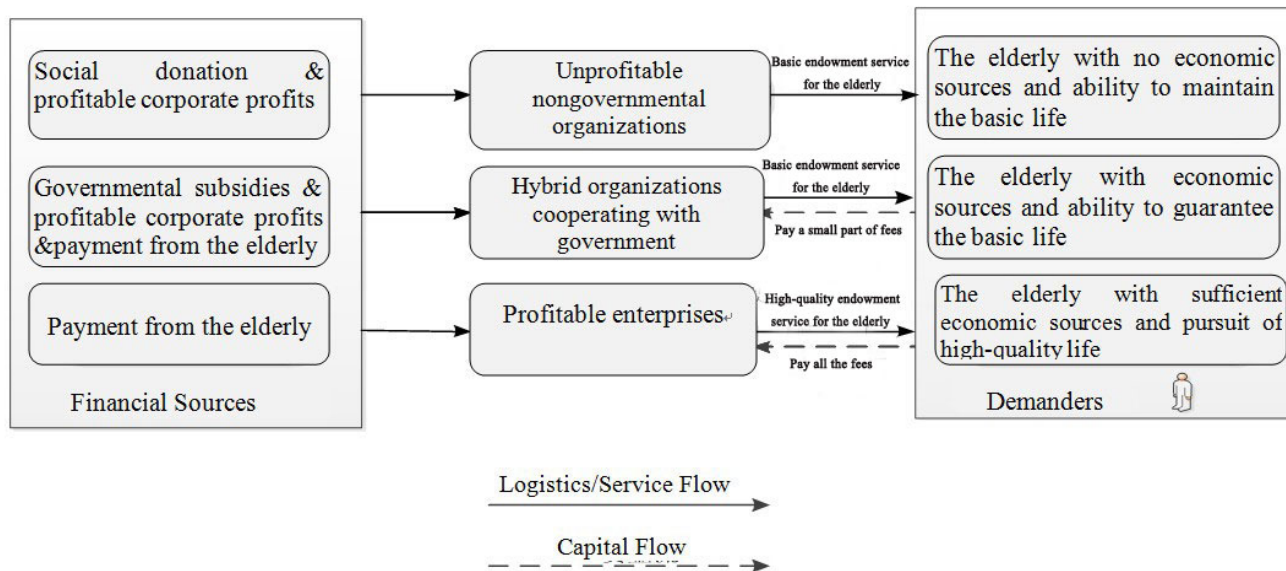 Social donation &
profitable corporate profits
Unprofitable
nongovernmental
organizations
Basic endowment service
for the elderly
The elderly with no economic
sources and ability to maintain
the basic life
Governmental subsidies &
profitable corporate profits
&payment from the elderly
Hybrid organizations
cooperating with
government
Basic endowment service
for the elderly
Pay a small part of fees
The elderly with economic
sources and ability to guarantee
the basic life
Payment from the elderly
Profitable enterprises
High-quality endowment
service for the elderly
Pay all the fees
The elderly with sufficient
economic sources and pursuit of
high-quality life
Financial Sources
Demanders
Logistics/Service Flow
Capital Flow